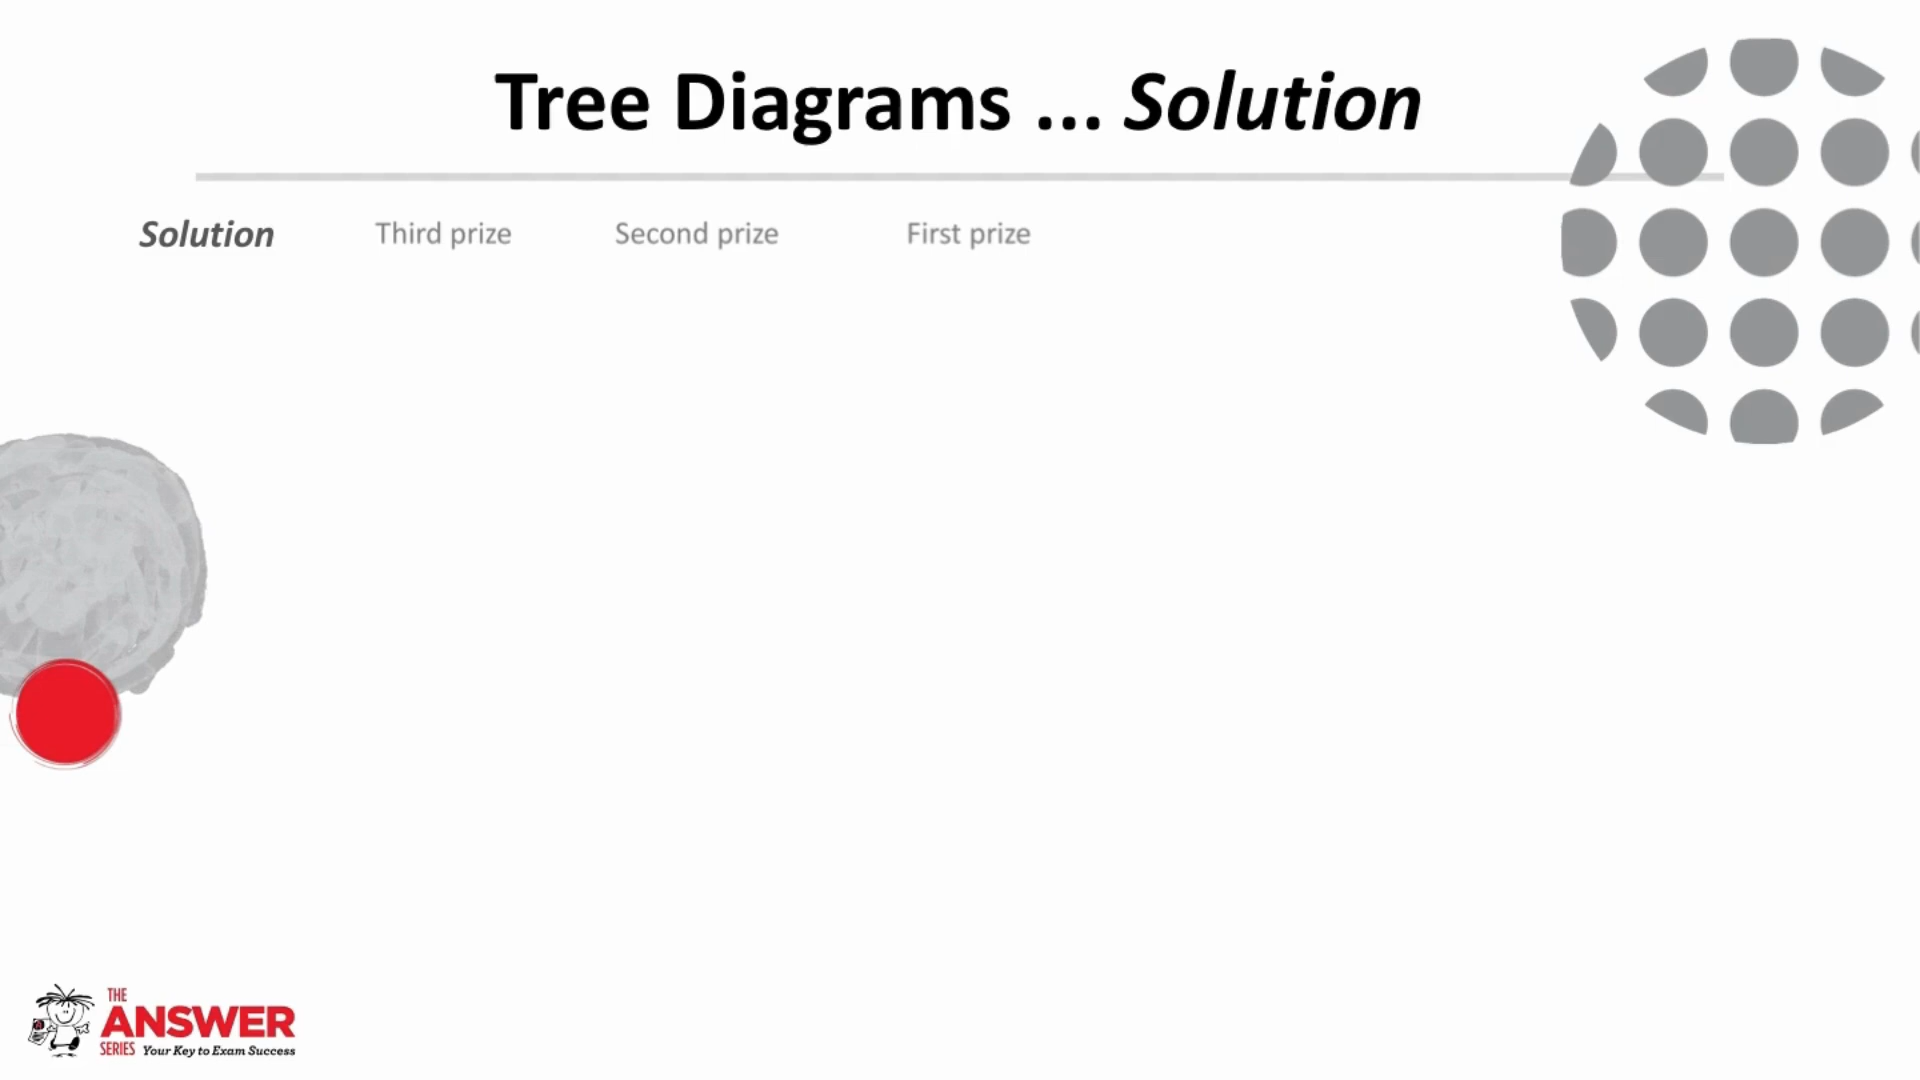 Tree Diagrams ... Solution
Solution Third prize Second prize First prize
THE
ANSWER
SERIES Your Key to Exam Success